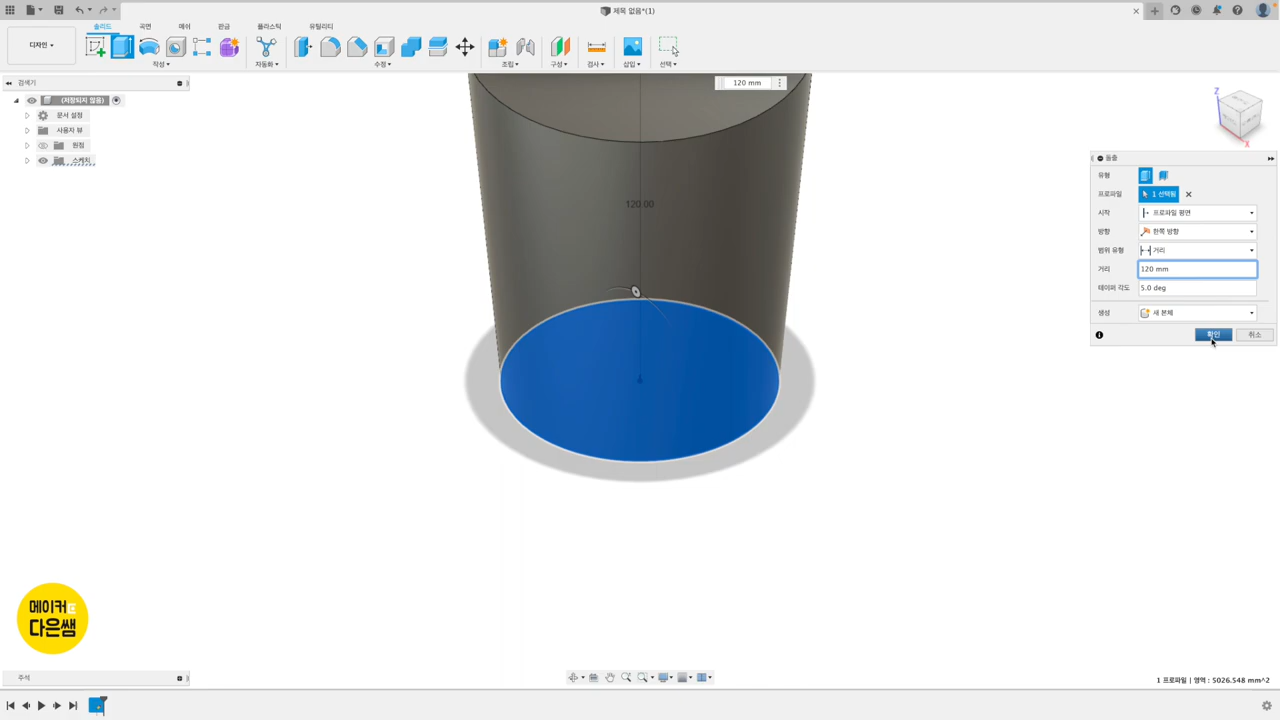 제목 없음*(1)
솔리드
곡면
메쉬
판금
플라스틱
유틸리티
디자인
작성
자동화
수정
조립
구성
검사
삽입
선택
검색기
(저장되지 않음)
문서 설정
사용자 뷰
원점
스케치
120 mm
120.00
Z
X
돌출
유형
프로파일
1 선택됨
시작
프로파일 평면
방향
한쪽 방향
범위 유형
거리
거리
120 mm
테이퍼 각도
5.0 deg
생성
새 본체
확인
취소
메이커
다은쌤
주석
1 프로파일 | 영역 : 5026.548 mm^2